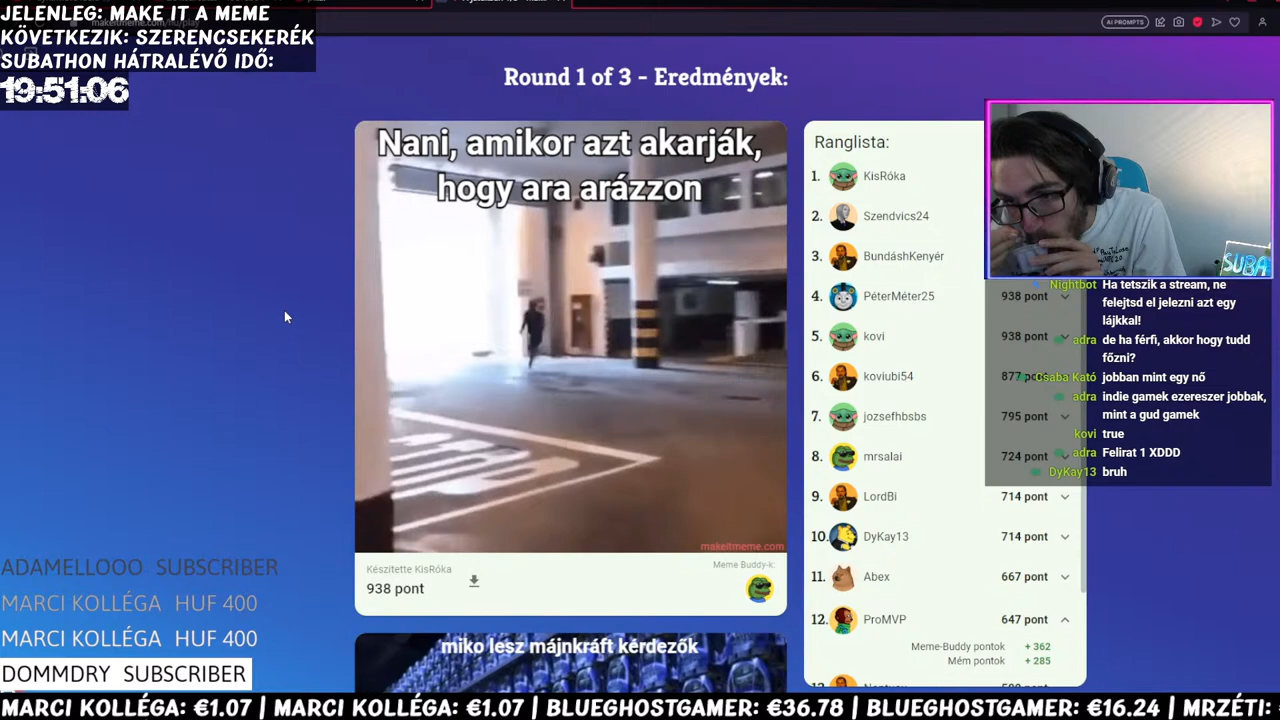 JELENLEG: MAKE IT A MEME
KÖVETKEZIK: SZERENCSEKERÉK
SUBATHON HÁTRALÉVŐ IDŐ:
19:51:06
AI PROMPTS
Round 1 of 3 - Eredmények:
Nani, amikor azt akarják,
hogy ara arázzon
makeitmeme.com
Készítette KisRóka
938 pont
Meme Buddy-k:
miko lesz májnkráft kérdezők
Ranglista:
1. KisRóka
2. Szendvics24
3. BundáshKenyér
4. PéterMéter25 938 pont
5. kovi 938 pont
6. koviubi54
7. jozsefhbsbs 795 pont
8. mrsalai 724 pont
9. LordBi 714 pont
10. DyKay13 714 pont
11. Abex 667 pont
12. ProMVP 647 pont
Meme-Buddy pontok + 362
Mém pontok + 285
SUBA
Nightbot Ha tetszik a stream, ne
felejtsd el jelezni azt egy
lájkkal!
adra de ha férfi, akkor hogy tudd
főzni?
Csaba Kató jobban mint egy nő
adra indie gamek ezereszer jobbak,
mint a gud gamek
kovi true
adra Felirat 1 XDDD
DyKay13 bruh
ADAMELLOOO SUBSCRIBER
MARCI KOLLÉGA HUF 400
MARCI KOLLÉGA HUF 400
DOMMDRY SUBSCRIBER
MARCI KOLLÉGA: €1.07 | MARCI KOLLÉGA: €1.07 | BLUEGHOSTGAMER: €36.78 | BLUEGHOSTGAMER: €16.24 | MRZÉTI: